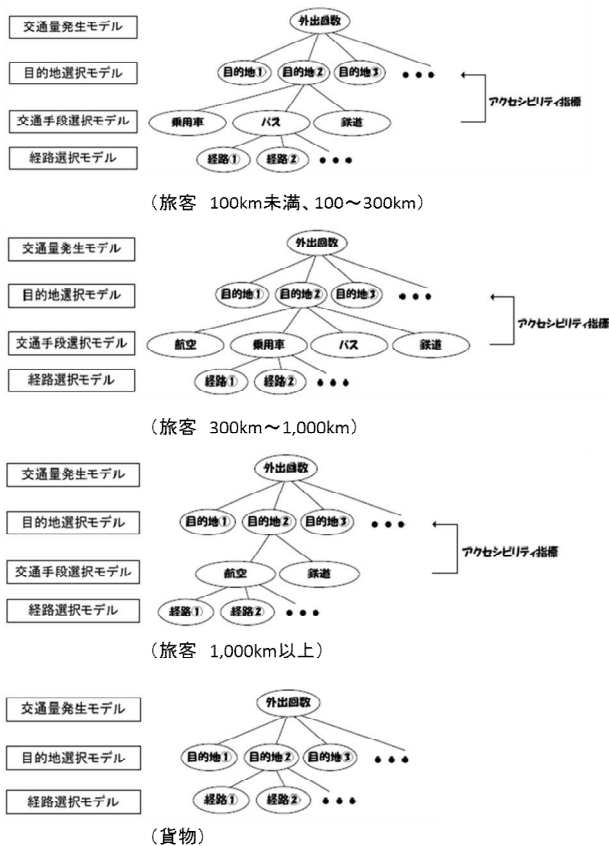 交通量発生モデル 外出回数
目的地選択モデル 目的地① 目的地② 目的地③ ●●●
アクセシビリティ指標
交通手段選択モデル 乗用車 バス 鉄道
経路選択モデル 経路① 経路② ●●●
（旅客 100km未満、100～300km）
交通量発生モデル 外出回数
目的地選択モデル 目的地① 目的地② 目的地③ ●●●
アクセシビリティ指標
交通手段選択モデル 航空 乗用車 バス 鉄道
経路選択モデル 経路① 経路② ●●●
（旅客 300km～1,000km）
交通量発生モデル 外出回数
目的地選択モデル 目的地① 目的地② 目的地③ ●●●
アクセシビリティ指標
交通手段選択モデル 航空 鉄道
経路選択モデル 経路① 経路② ●●●
（旅客 1,000km以上）
交通量発生モデル 外出回数
目的地選択モデル 目的地① 目的地② 目的地③ ●●●
経路選択モデル 経路① 経路② ●●●
（貨物）